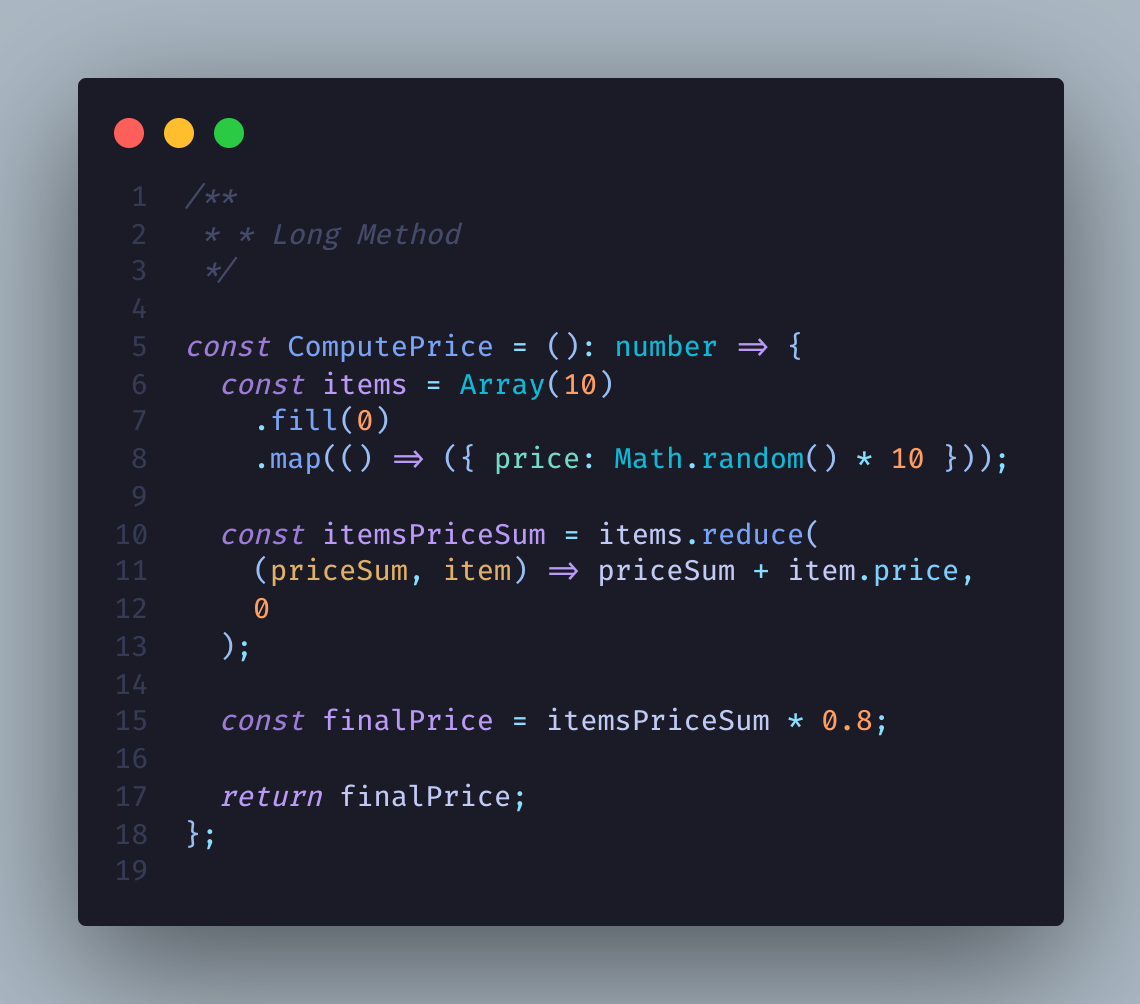 1 /**
2  * * Long Method
3  */
4
5 const ComputePrice = (): number => {
6   const items = Array(10)
7     .fill(0)
8     .map(() => ({ price: Math.random() * 10 }));
9
10   const itemsPriceSum = items.reduce(
11     (priceSum, item) => priceSum + item.price,
12     0
13   );
14
15   const finalPrice = itemsPriceSum * 0.8;
16
17   return finalPrice;
18 };
19